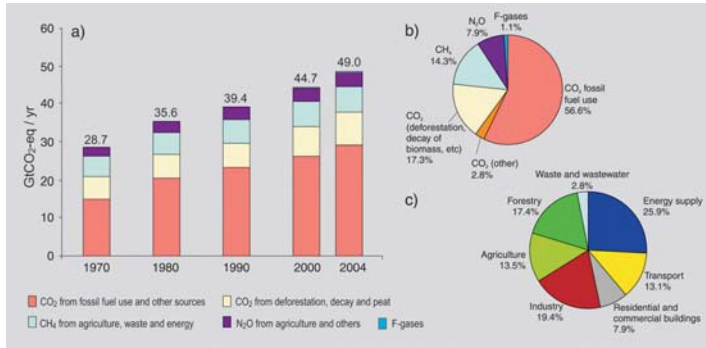 a)
GtCO₂-eq / yr
60
50
40
30
20
10
0
28.7
35.6
39.4
44.7
49.0
1970
1980
1990
2000
2004
CO₂ from fossil fuel use and other sources
CO₂ from deforestation, decay and peat
CH₄ from agriculture, waste and energy
N₂O from agriculture and others
F-gases
b)
F-gases
1.1%
N₂O
7.9%
CH₄
14.3%
CO₂ fossil
fuel use
56.6%
CO₂
(deforestation,
decay of
biomass, etc)
17.3%
CO₂ (other)
2.8%
c)
Waste and wastewater
2.8%
Forestry
17.4%
Energy supply
25.9%
Agriculture
13.5%
Transport
13.1%
Industry
19.4%
Residential and
commercial buildings
7.9%